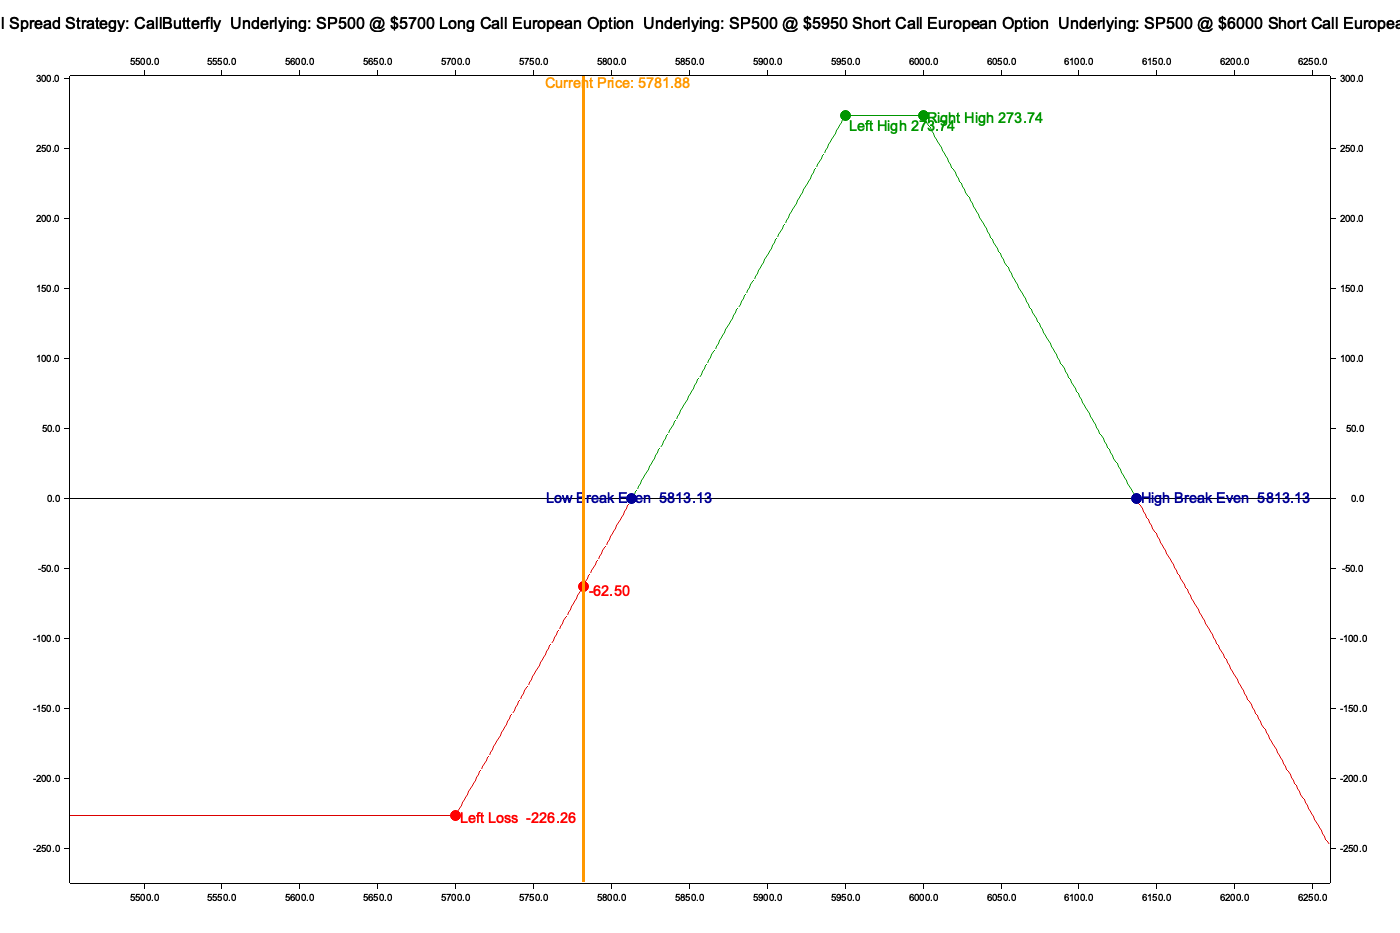 l Spread Strategy: CallButterfly  Underlying: SP500 @ $5700 Long Call European Option  Underlying: SP500 @ $5950 Short Call European Option  Underlying: SP500 @ $6000 Short Call Europea
5500.0 5550.0 5600.0 5650.0 5700.0 5750.0 5800.0 5850.0 5900.0 5950.0 6000.0 6050.0 6100.0 6150.0 6200.0 6250.0
300.0 300.0
Current Price: 5781.88
Left High 273.74
Right High 273.74
250.0 250.0
200.0 200.0
150.0 150.0
100.0 100.0
50.0 50.0
0.0 0.0
Low Break Even  5813.13
High Break Even  5813.13
-50.0 -50.0
-62.50
-100.0 -100.0
-150.0 -150.0
-200.0 -200.0
Left Loss  -226.26
-250.0 -250.0
5500.0 5550.0 5600.0 5650.0 5700.0 5750.0 5800.0 5850.0 5900.0 5950.0 6000.0 6050.0 6100.0 6150.0 6200.0 6250.0